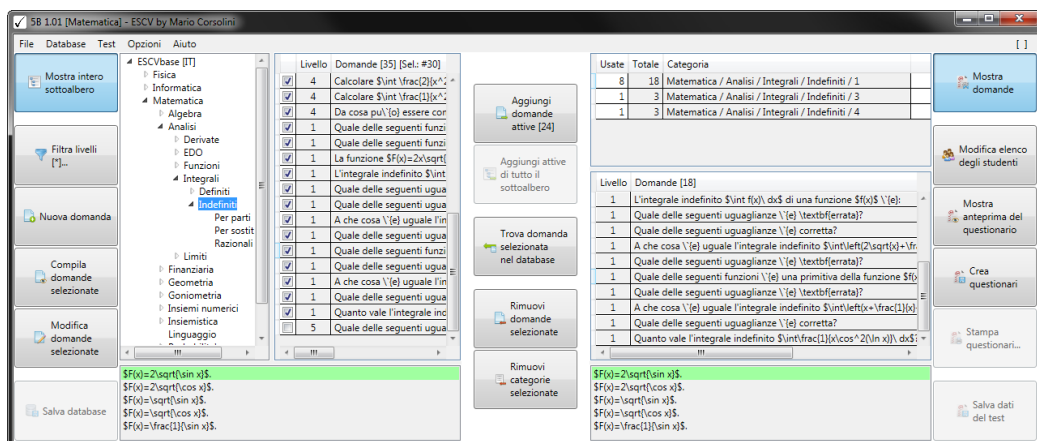 5B 1.01 [Matematica] - ESCV by Mario Corsolini
File Database Test Opzioni Aiuto [ ]
Mostra intero
sottoalbero
Filtra livelli
[*]...
Nuova domanda
Compila
domande
selezionate
Modifica
domande
selezionate
Salva database
ESCVbase [IT]
Fisica
Informatica
Matematica
Algebra
Analisi
Derivate
EDO
Funzioni
Integrali
Definiti
Indefiniti
Per parti
Per sostit
Razionali
Limiti
Finanziaria
Geometria
Goniometria
Insiemi numerici
Insiemistica
Linguaggio
Livello Domande [35] [Sel.: #30]
4 Calcolare $\int \frac{2}{x^2
4 Calcolare $\int \frac{1}{x^
4 Da cosa pu\`{o} essere cor
1 Quale delle seguenti funzi
1 Quale delle seguenti funzi
1 La funzione $F(x)=2x\sqrt{
1 L'integrale indefinito $\int
1 Quale delle seguenti ugua
1 Quale delle seguenti ugua
1 A che cosa \`{e} uguale l'in
1 Quale delle seguenti ugua
1 Quale delle seguenti funzi
1 Quale delle seguenti ugua
1 A che cosa \`{e} uguale l'in
1 Quale delle seguenti ugua
1 Quanto vale l'integrale ind
5 Quale delle seguenti ugua
$F(x)=2\sqrt{\sin x}$.
$F(x)=2\sqrt{\cos x}$.
$F(x)=\sqrt{\sin x}$.
$F(x)=\sqrt{\cos x}$.
$F(x)=\frac{1}{\sin x}$.
Aggiungi
domande
attive [24]
Aggiungi attive
di tutto il
sottoalbero
Trova domanda
selezionata
nel database
Rimuovi
domande
selezionate
Rimuovi
categorie
selezionate
Usate Totale Categoria
8 18 Matematica / Analisi / Integrali / Indefiniti / 1
1 3 Matematica / Analisi / Integrali / Indefiniti / 3
1 3 Matematica / Analisi / Integrali / Indefiniti / 4
Livello Domande [18]
1 L'integrale indefinito $\int f(x)\ dx$ di una funzione $f(x)$ \`{e}:
1 Quale delle seguenti uguaglianze \`{e} \textbf{errata}?
1 Quale delle seguenti uguaglianze \`{e} corretta?
1 A che cosa \`{e} uguale l'integrale indefinito $\int\left(2\sqrt{x}+\fra
1 Quale delle seguenti uguaglianze \`{e} \textbf{errata}?
1 Quale delle seguenti funzioni \`{e} una primitiva della funzione $f(x
1 Quale delle seguenti uguaglianze \`{e} \textbf{errata}?
1 A che cosa \`{e} uguale l'integrale indefinito $\int\left(x+\frac{1}{x}
1 Quale delle seguenti uguaglianze \`{e} corretta?
1 Quanto vale l'integrale indefinito $\int\frac{1}{x\cos^2(\ln x)}\ dx$?
$F(x)=2\sqrt{\sin x}$.
$F(x)=2\sqrt{\cos x}$.
$F(x)=\sqrt{\sin x}$.
$F(x)=\sqrt{\cos x}$.
$F(x)=\frac{1}{\sin x}$.
Mostra
domande
Modifica elenco
degli studenti
Mostra
anteprima del
questionario
Crea
questionari
Stampa
questionari...
Salva dati
del test